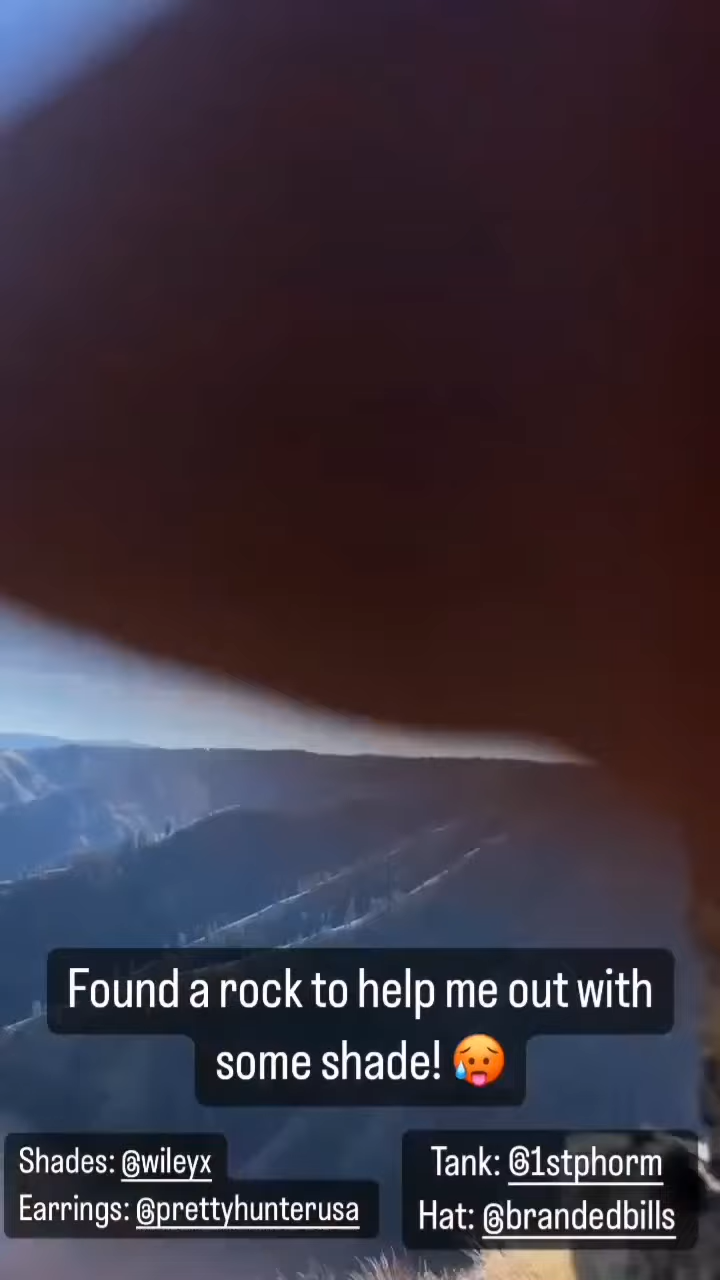 Found a rock to help me out with
some shade! 🥵
Shades: @wileyx
Earrings: @prettyhunterusa
Tank: @1stphorm
Hat: @brandedbills